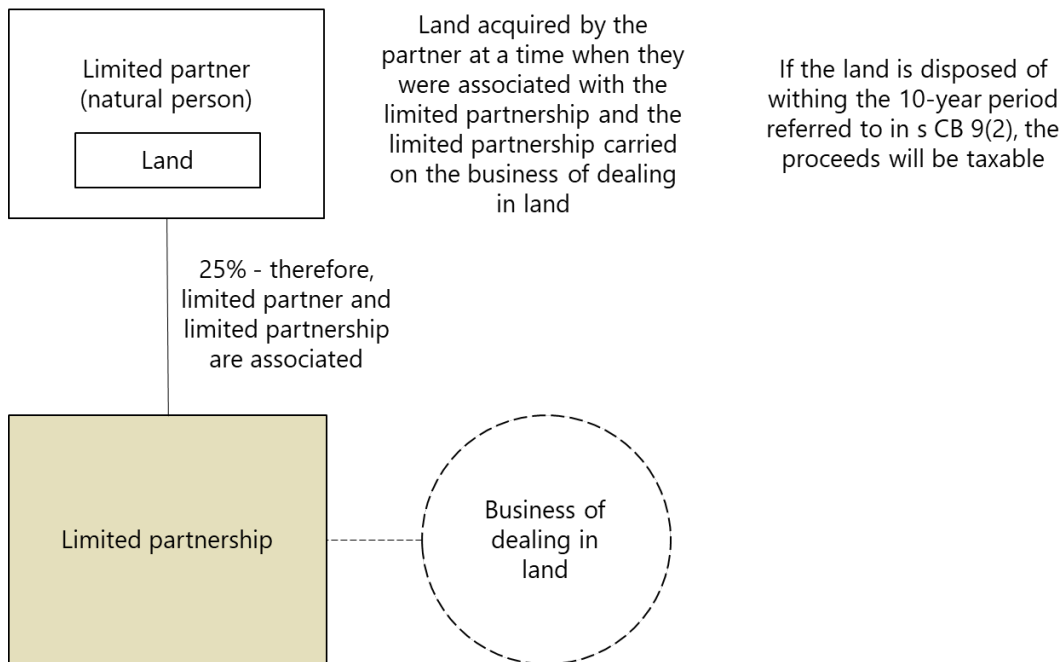 Limited partner
(natural person)
Land
Land acquired by the
partner at a time when they
were associated with the
limited partnership and the
limited partnership carried
on the business of dealing
in land
If the land is disposed of
withing the 10-year period
referred to in s CB 9(2), the
proceeds will be taxable
25% - therefore,
limited partner and
limited partnership
are associated
Limited partnership
Business of
dealing in
land